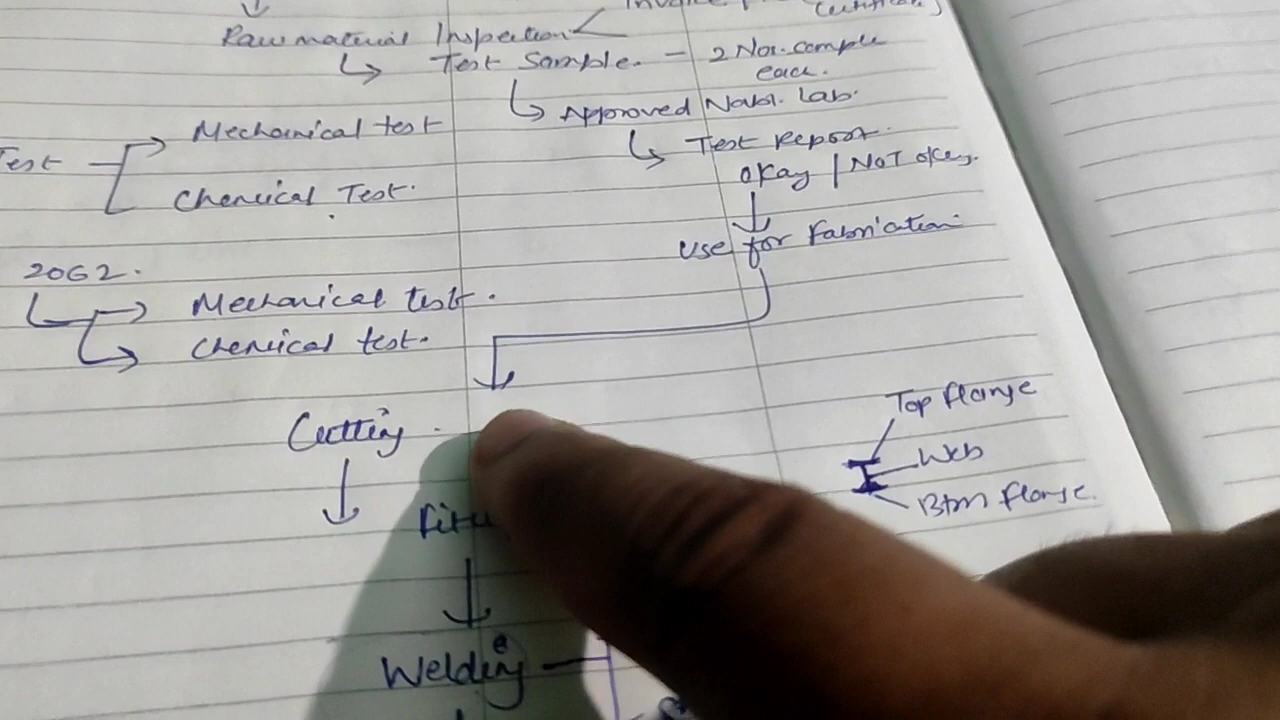 Raw material Inspection
Test Sample. - 2 Nos. sample
each.
Approved Nabl. Lab.
Test Report.
Okay / NOT okay.
Use for Fabrication
Test
Mechanical test
Chemical Test.
2062.
Mechanical test.
Chemical test.
Cutting
Top flange
Web
Btm flange.
Welding